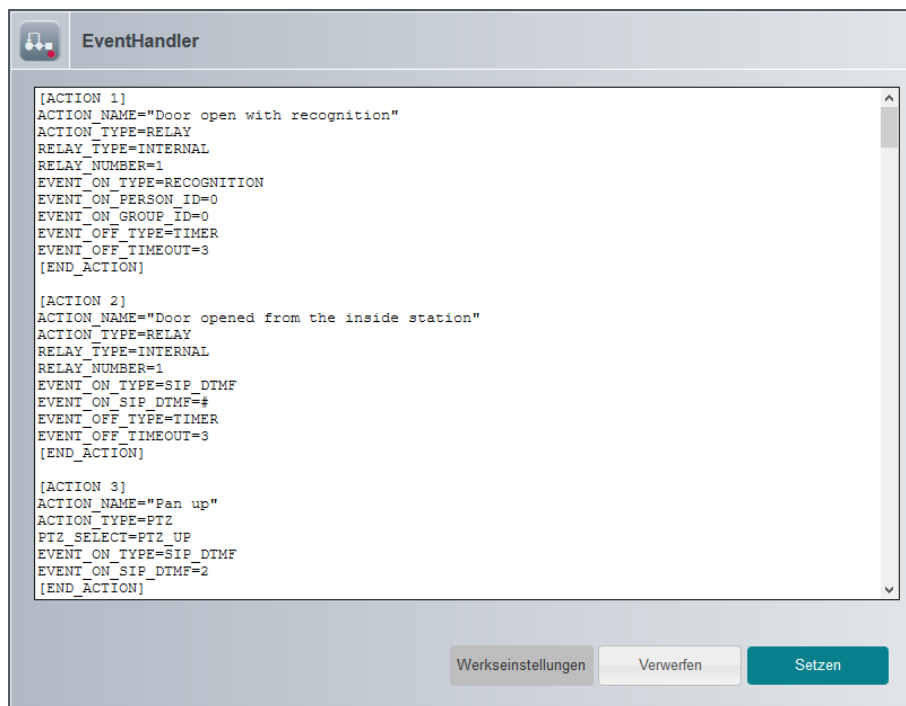 EventHandler
[ACTION 1]
ACTION_NAME="Door open with recognition"
ACTION_TYPE=RELAY
RELAY_TYPE=INTERNAL
RELAY_NUMBER=1
EVENT_ON_TYPE=RECOGNITION
EVENT_ON_PERSON_ID=0
EVENT_ON_GROUP_ID=0
EVENT_OFF_TYPE=TIMER
EVENT_OFF_TIMEOUT=3
[END_ACTION]
[ACTION 2]
ACTION_NAME="Door opened from the inside station"
ACTION_TYPE=RELAY
RELAY_TYPE=INTERNAL
RELAY_NUMBER=1
EVENT_ON_TYPE=SIP_DTMF
EVENT_ON_SIP_DTMF=#
EVENT_OFF_TYPE=TIMER
EVENT_OFF_TIMEOUT=3
[END_ACTION]
[ACTION 3]
ACTION_NAME="Pan up"
ACTION_TYPE=PTZ
PTZ_SELECT=PTZ_UP
EVENT_ON_TYPE=SIP_DTMF
EVENT_ON_SIP_DTMF=2
[END_ACTION]
Werkseinstellungen Verwerfen Setzen